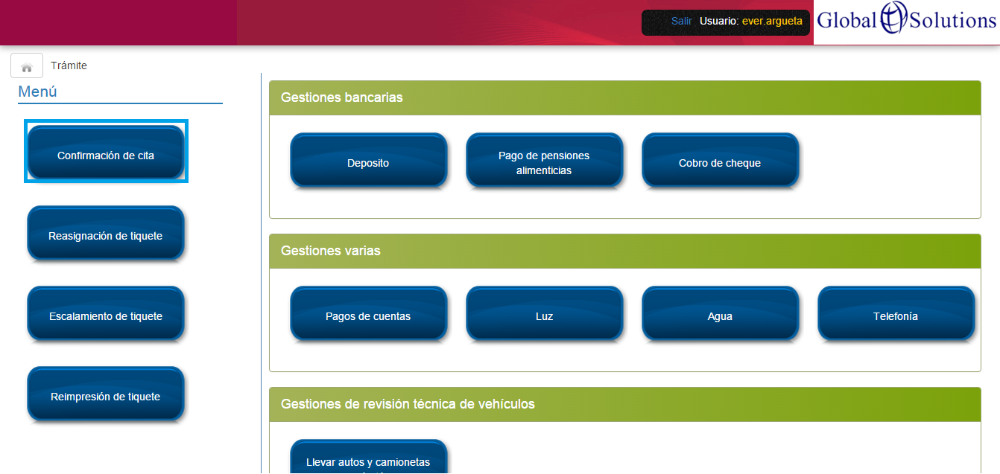 Salir Usuario: ever.argueta
Global Solutions
Trámite
Menú
Confirmación de cita
Reasignación de tiquete
Escalamiento de tiquete
Reimpresión de tiquete
Gestiones bancarias
Deposito
Pago de pensiones
alimenticias
Cobro de cheque
Gestiones varias
Pagos de cuentas
Luz
Agua
Telefonía
Gestiones de revisión técnica de vehículos
Llevar autos y camionetas